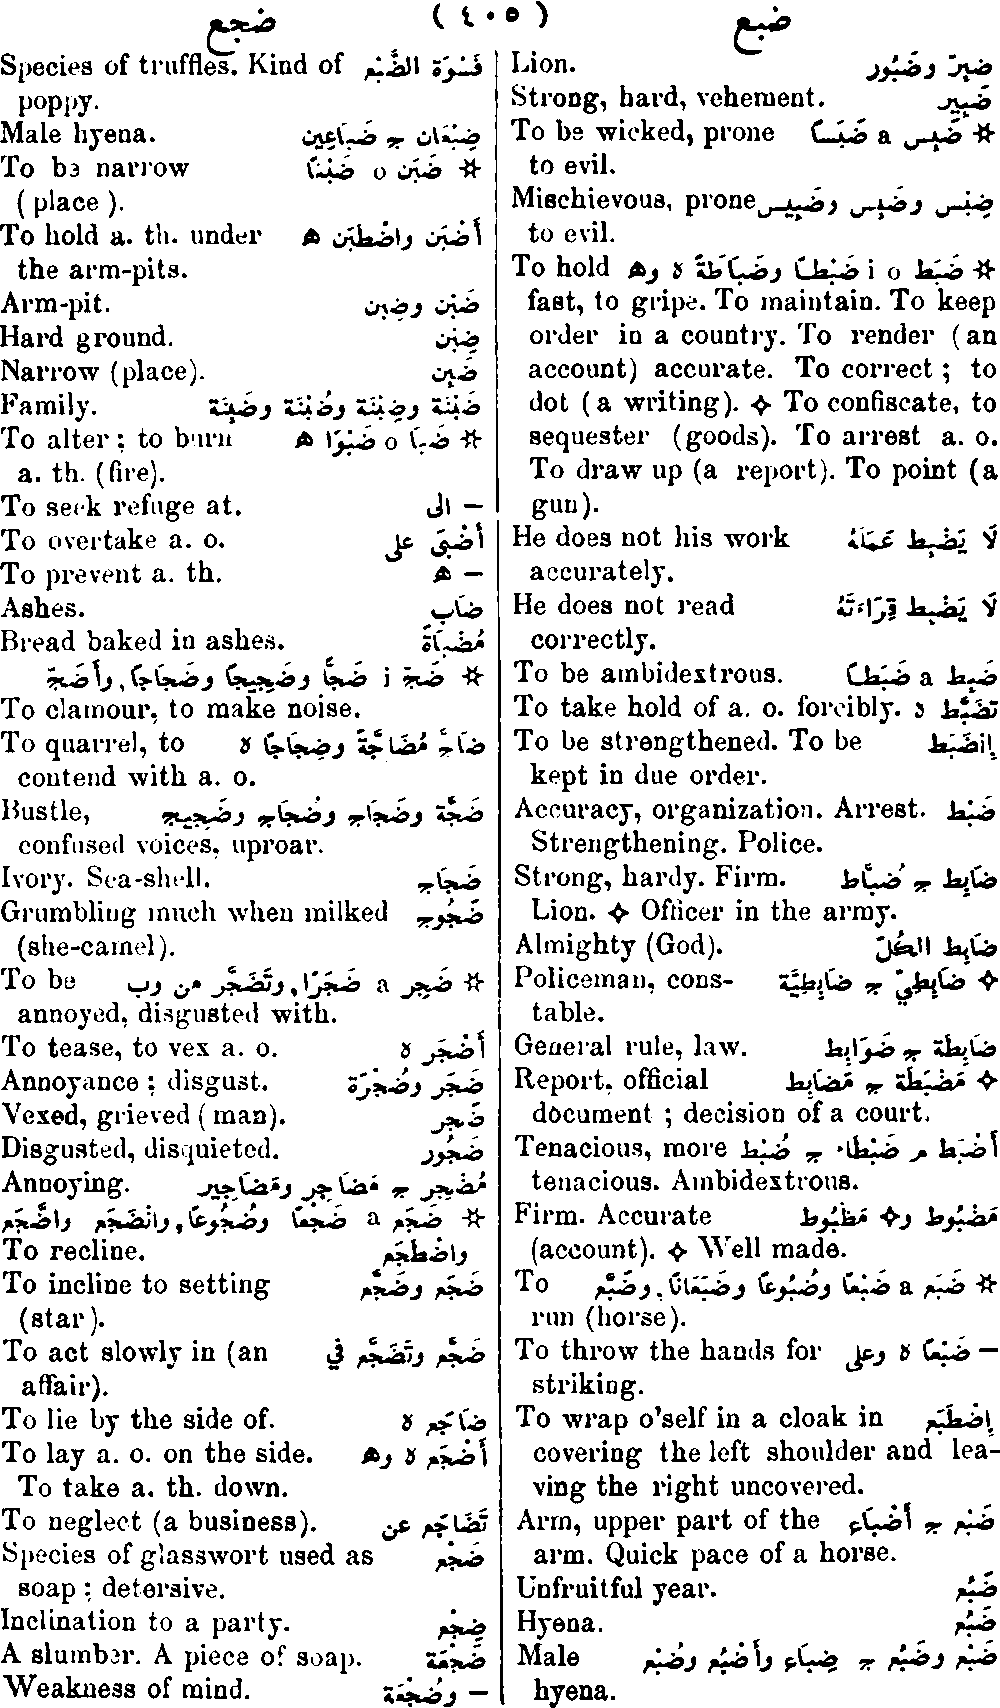 ضبع ( ٤٠٥ ) ضجع
Lion. ضِبِرّ وضَبُور
Strong, hard, vehement. ضَبِير
To be wicked, prone ☆ ضَبِس a ضَبَسًا
to evil.
Mischievous, prone ضِبْس وضَبِس وضَبِيس
to evil.
To hold ☆ ضَبَط i o ضَبْطًا وضَبَاطَةً ه وهـ
fast, to gripe. To maintain. To keep
order in a country. To render (an
account) accurate. To correct ; to
dot (a writing). ✧ To confiscate, to
sequester (goods). To arrest a. o.
To draw up (a report). To point (a
gun).
He does not his work لَا يَضْبِط عَمَلَهُ
accurately.
He does not read لَا يَضْبِط قِرَاءَتَهُ
correctly.
To be ambidextrous. ضَبِط a ضَبَطًا
To take hold of a. o. forcibly. تَضَبَّط ه
To be strengthened. To be إِنْضَبَط
kept in due order.
Accuracy, organization. Arrest. ضَبْط
Strengthening. Police.
Strong, hardy. Firm. ضَابِط ج ضُبَّاط
Lion. ✧ Officer in the army.
Almighty (God). ضَابِط الكُلّ
Policeman, cons- ✧ ضَابِطِيّ ج ضَابِطِيَّة
table.
General rule, law. ضَابِطَة ج ضَوَابِط
Report, official ✧ مَضْبَطَة ج مَضَابِط
document ; decision of a court.
Tenacious, more أَضْبَط م ضَبْطَاء ج ضُبْط
tenacious. Ambidextrous.
Firm. Accurate مَضْبُوط و✧ مَظْبُوط
(account). ✧ Well made.
To ☆ ضَبَع a ضَبْعًا وضُبُوعًا وضَبَعَانًا, وضَبَّع
run (horse).
To throw the hands for — ضَبْعًا ه وعلى
striking.
To wrap o'self in a cloak in إِضْطَبَع
covering the left shoulder and lea-
ving the right uncovered.
Arm, upper part of the ضَبْع ج أَضْبَاع
arm. Quick pace of a horse.
Unfruitful year. ضَبُع
Hyena. ضَبُع
Male ضَبْع وضَبُع ج ضِبَاع وأَضْبُع وضُبْع
hyena.
Species of truffles. Kind of فَسْوَة الضَّبْع
poppy.
Male hyena. ضِبْعَان ج ضَبَاعِين
To be narrow ☆ ضَبَن o ضَبْنًا
( place ).
To hold a. th. under أَضْبَن واضْطَبَن هـ
the arm-pits.
Arm-pit. ضَبْن وضِبن
Hard ground. ضِبْن
Narrow (place). ضَبِن
Family. ضَبْنَة وضِبْنَة وضُبْنَة وضَبِنَة
To alter ; to burn ☆ ضَبَا o ضَبْوًا هـ
a. th. (fire).
To seek refuge at. — الى
To overtake a. o. أَضْبَى على
To prevent a. th. — هـ
Ashes. ضَابٍ
Bread baked in ashes. مُضْبَاةٌ
☆ ضَجّ i ضَجًّا وضَجِيجًا وضَجَاجًا, وأَضَجّ
To clamour, to make noise.
To quarrel, to ضَاجَّ مُضَاجَّةً وضِجَاجًا ه
contend with a. o.
Bustle, ضَجَّة وضَجَاج وضُجَاج وضَجِيج
confused voices, uproar.
Ivory. Sea-shell. ضَجَاج
Grumbling much when milked ضَجُوج
(she-camel).
To be ☆ ضَجِر a ضَجَرًا, وتَضَجَّر من وب
annoyed, disgusted with.
To tease, to vex a. o. أَضْجَر ه
Annoyance ; disgust. ضَجَر وضُجْرَة
Vexed, grieved (man). ضَجِر
Disgusted, disquieted. ضَجُور
Annoying. مُضْجِر ج مَضَاجِر ومَضَاجِير
☆ ضَجَع a ضَجْعًا وضُجُوعًا, وانْضَجَع وأَضْجَع واضَّجَع
To recline. واضْطَجَع
To incline to setting ضَجَع وضَجَّع
(star).
To act slowly in (an ضَجَّع وتَضَجَّع في
affair).
To lie by the side of. ضَاجَع ه
To lay a. o. on the side. أَضْجَع ه وهـ
To take a. th. down.
To neglect (a business). تَضَاجَع عن
Species of glasswort used as ضَجْع
soap ; detersive.
Inclination to a party. ضِجْع
A slumber. A piece of soap. ضَجْعَة
Weakness of mind. — وضُجْعَة